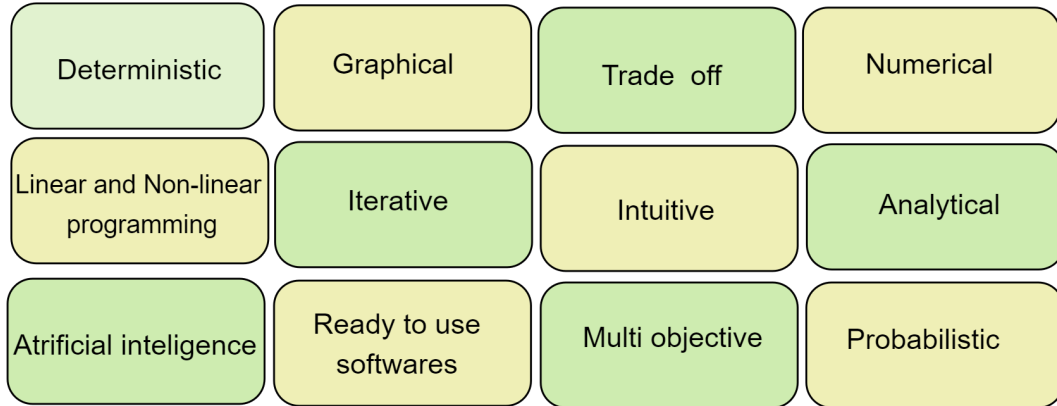 Deterministic
Graphical
Trade off
Numerical
Linear and Non-linear
programming
Iterative
Intuitive
Analytical
Atrificial inteligence
Ready to use
softwares
Multi objective
Probabilistic